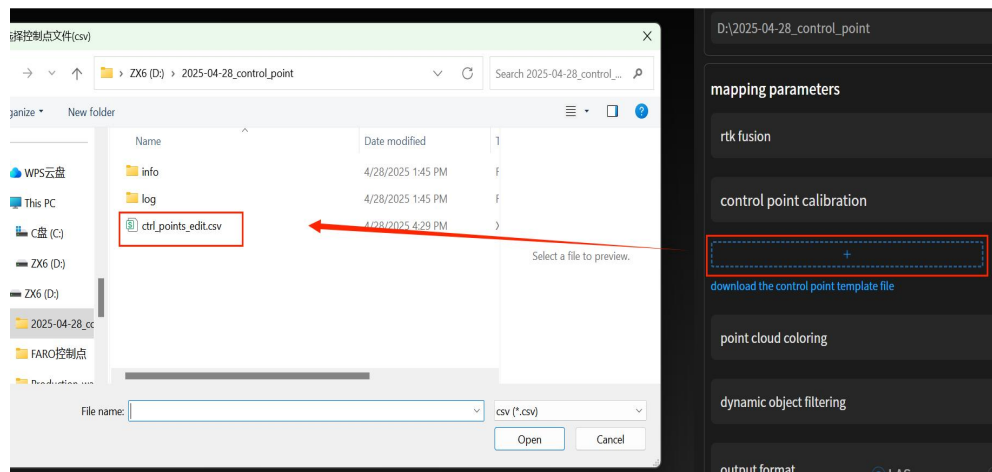 选择控制点文件(csv)
ZX6 (D:) › 2025-04-28_control_point
Search 2025-04-28_control_...
New folder
Name
Date modified
WPS云盘
This PC
C盘 (C:)
ZX6 (D:)
ZX6 (D:)
2025-04-28_cc
FARO控制点
info
4/28/2025 1:45 PM
log
4/28/2025 1:45 PM
ctrl_points_edit.csv
4/28/2025 4:29 PM
Select a file to preview.
File name:
csv (*.csv)
Open
Cancel
D:\2025-04-28_control_point
mapping parameters
rtk fusion
control point calibration
+
download the control point template file
point cloud coloring
dynamic object filtering
output format